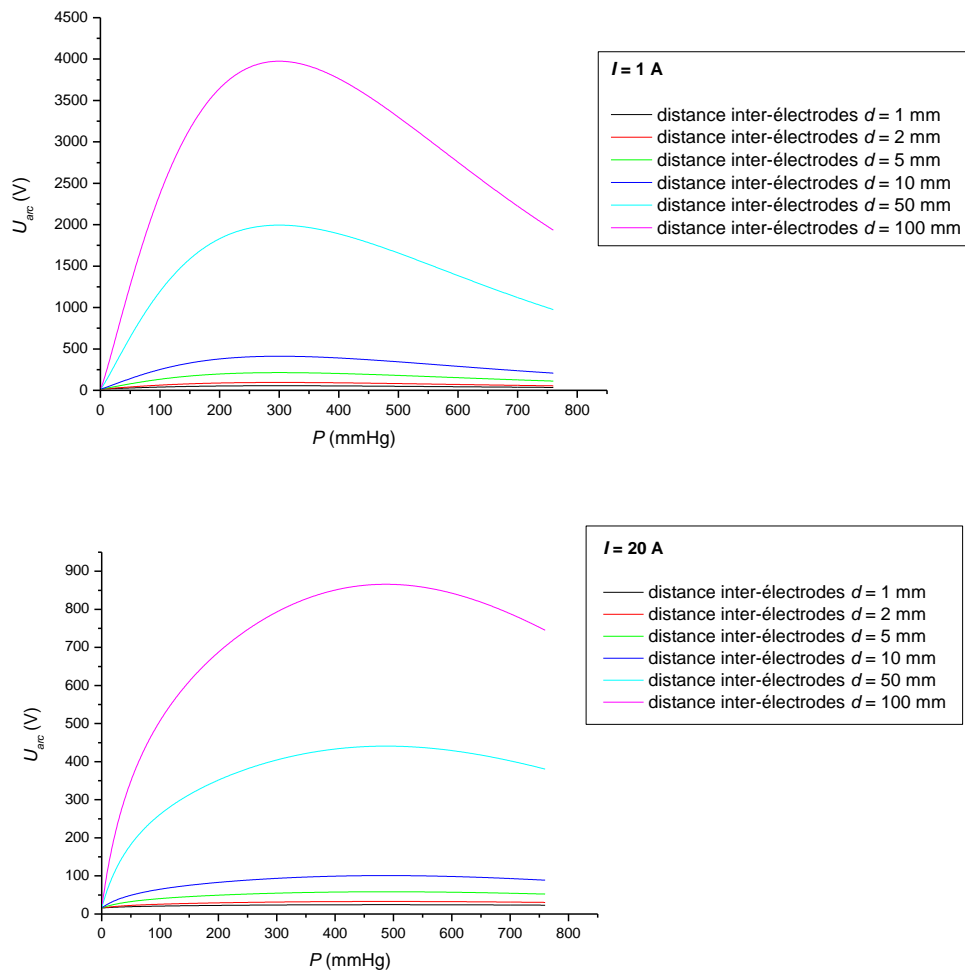 4500
4000
3500
3000
2500
2000
1500
1000
500
0
U_arc (V)
0 100 200 300 400 500 600 700 800
P (mmHg)
I = 1 A
distance inter-électrodes d = 1 mm
distance inter-électrodes d = 2 mm
distance inter-électrodes d = 5 mm
distance inter-électrodes d = 10 mm
distance inter-électrodes d = 50 mm
distance inter-électrodes d = 100 mm
900
800
700
600
500
400
300
200
100
0
U_arc (V)
0 100 200 300 400 500 600 700 800
P (mmHg)
I = 20 A
distance inter-électrodes d = 1 mm
distance inter-électrodes d = 2 mm
distance inter-électrodes d = 5 mm
distance inter-électrodes d = 10 mm
distance inter-électrodes d = 50 mm
distance inter-électrodes d = 100 mm